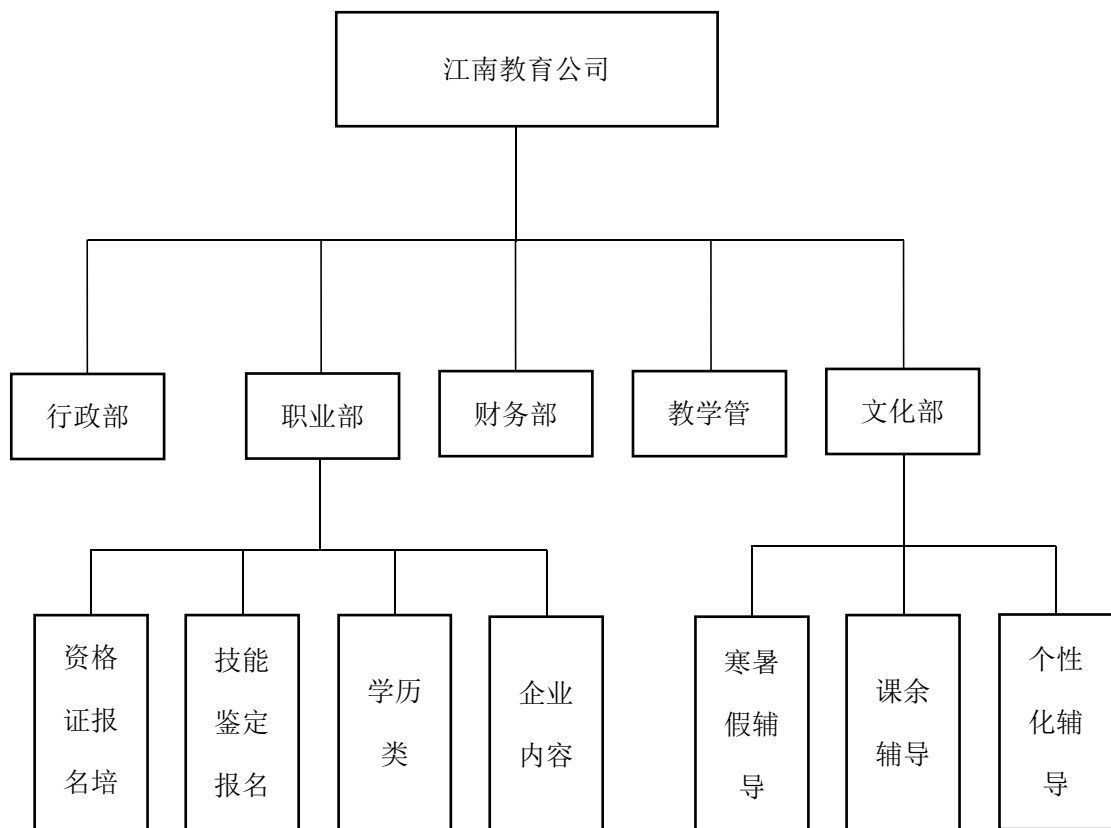 江南教育公司
行政部
职业部
财务部
教学管
文化部
资格
证报
名培
技能
鉴定
报名
学历
类
企业
内容
寒暑
假辅
导
课余
辅导
个性
化辅
导